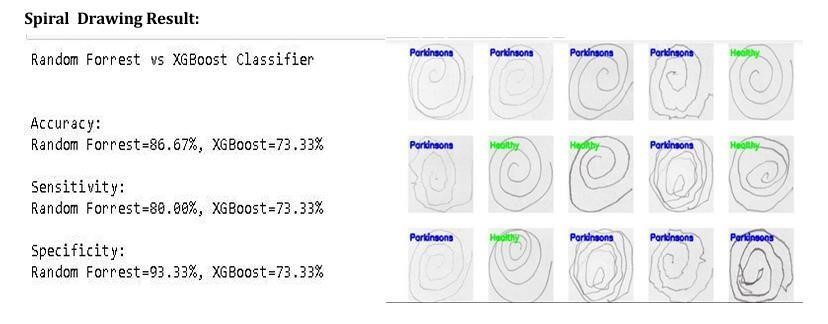 Spiral Drawing Result:
Random Forrest vs XGBoost Classifier
Accuracy:
Random Forrest=86.67%, XGBoost=73.33%
Sensitivity:
Random Forrest=80.00%, XGBoost=73.33%
Specificity:
Random Forrest=93.33%, XGBoost=73.33%
Parkinsons Parkinsons Parkinsons Parkinsons Healthy
Parkinsons Healthy Healthy Parkinsons Healthy
Parkinsons Healthy Parkinsons Parkinsons Parkinsons